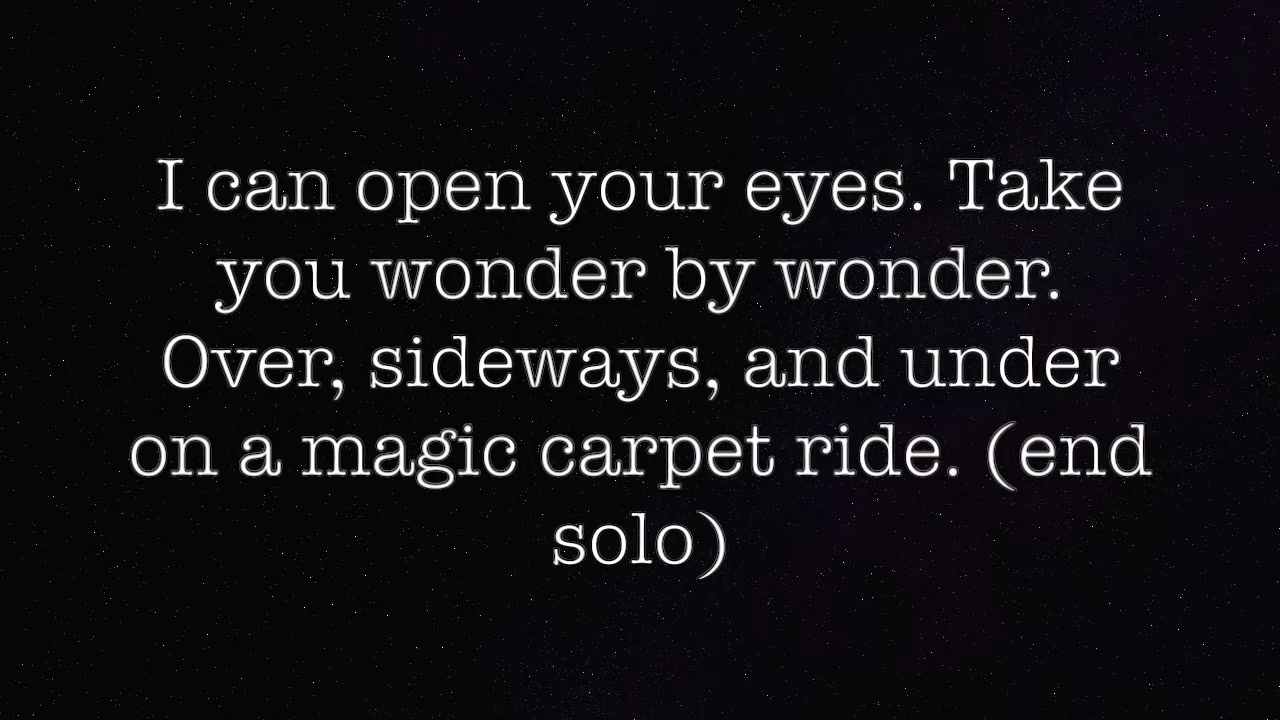 I can open your eyes. Take
you wonder by wonder.
Over, sideways, and under
on a magic carpet ride. (end
solo)